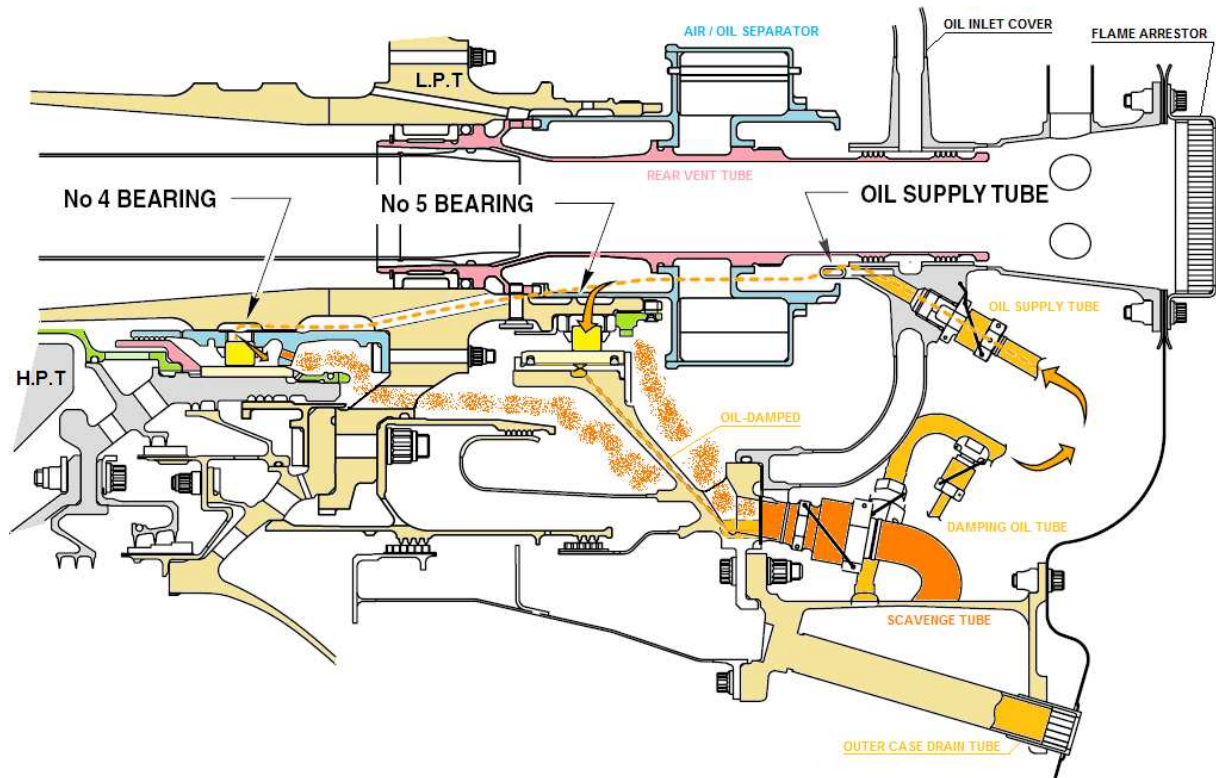 AIR / OIL SEPARATOR
OIL INLET COVER
FLAME ARRESTOR
L.P.T
REAR VENT TUBE
No 4 BEARING
No 5 BEARING
OIL SUPPLY TUBE
OIL SUPPLY TUBE
H.P.T
OIL-DAMPED
DAMPING OIL TUBE
SCAVENGE TUBE
OUTER CASE DRAIN TUBE